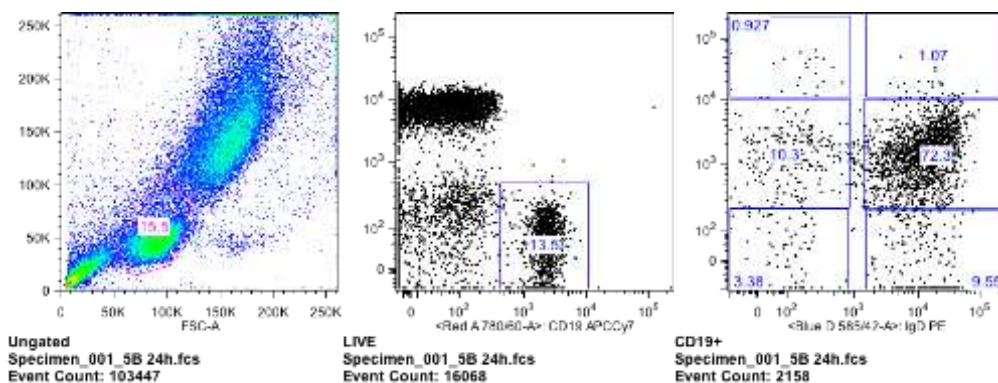 250K
200K
150K
100K
50K
0
15.5
0 50K 100K 150K 200K 250K
FSC-A
Ungated
Specimen_001_5B 24h.fcs
Event Count: 103447
10^5
10^4
10^3
10^2
0
13.5
0 10^2 10^3 10^4 10^5
<Red A 780/60-A>: CD19 APCCy7
LIVE
Specimen_001_5B 24h.fcs
Event Count: 16068
0.927
1.07
10^5
10^4
10^3
10^2
0
10.3
72.3
3.38
0 10^2 10^3 10^4 10^5
<Blue D 585/42-A>: IgD PE
CD19+
Specimen_001_5B 24h.fcs
Event Count: 2158